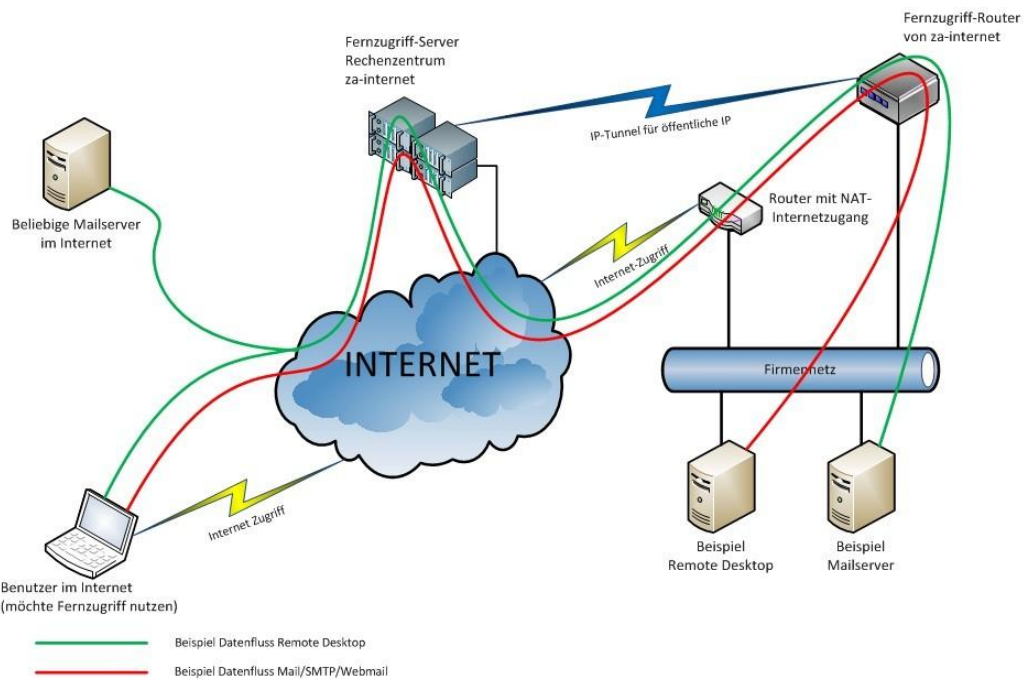 Fernzugriff-Router
von za-internet
Fernzugriff-Server
Rechenzentrum
za-internet
IP-Tunnel für öffentliche IP
Router mit NAT-
Internetzugang
Beliebige Mailserver
im Internet
Internet-Zugriff
INTERNET
Firmennetz
Internet Zugriff
Beispiel
Remote Desktop
Beispiel
Mailserver
Benutzer im Internet
(möchte Fernzugriff nutzen)
Beispiel Datenfluss Remote Desktop
Beispiel Datenfluss Mail/SMTP/Webmail